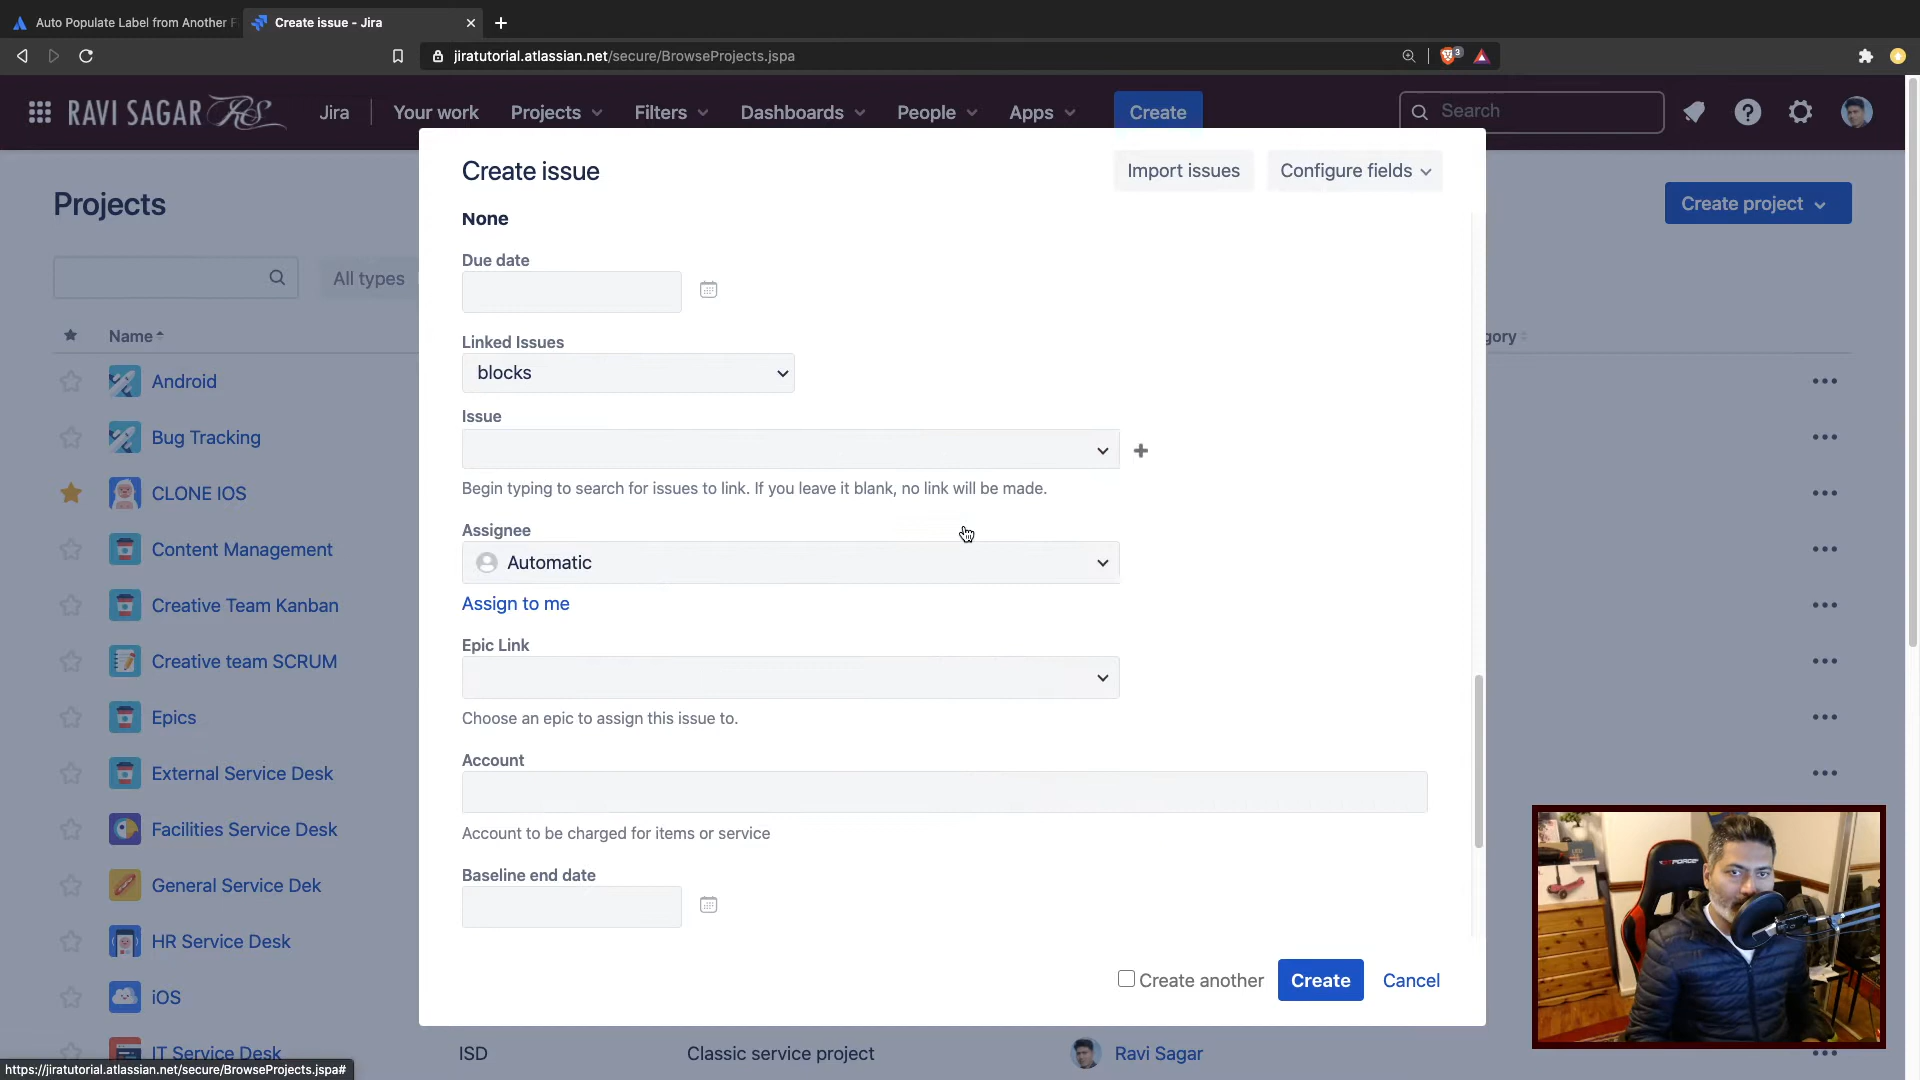 Auto Populate Label from Another F
Create issue - Jira
jiratutorial.atlassian.net/secure/BrowseProjects.jspa
3
RAVI SAGAR RS
Jira
Your work
Projects
Filters
Dashboards
People
Apps
Create
Search
Projects
Create project
All types
Name
gory
Android
Bug Tracking
CLONE IOS
Content Management
Creative Team Kanban
Creative team SCRUM
Epics
External Service Desk
Facilities Service Desk
General Service Dek
HR Service Desk
iOS
IT Service Desk
ISD
Classic service project
Ravi Sagar
Create issue
Import issues
Configure fields
None
Due date
Linked Issues
blocks
Issue
Begin typing to search for issues to link. If you leave it blank, no link will be made.
Assignee
Automatic
Assign to me
Epic Link
Choose an epic to assign this issue to.
Account
Account to be charged for items or service
Baseline end date
Create another
Create
Cancel
https://jiratutorial.atlassian.net/secure/BrowseProjects.jspa#